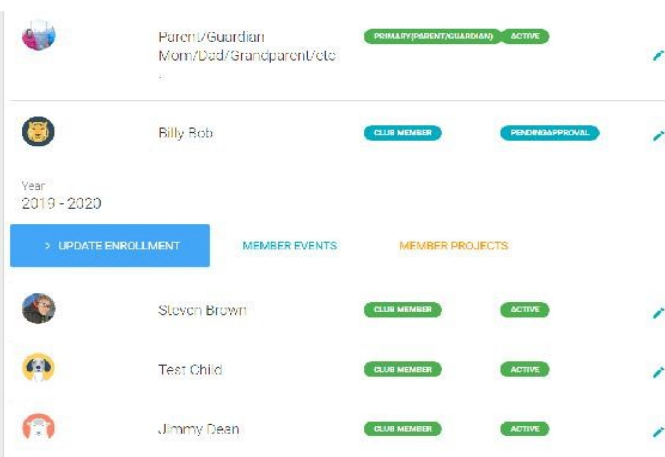 Parent/Guardian PRIMARY(PARENT/GUARDIAN) ACTIVE
Mom/Dad/Grandparent/etc
.
Billy Bob CLUB MEMBER PENDINGAPPROVAL
Year
2019 - 2020
> UPDATE ENROLLMENT MEMBER EVENTS MEMBER PROJECTS
Steven Brown CLUB MEMBER ACTIVE
Test Child CLUB MEMBER ACTIVE
Jimmy Dean CLUB MEMBER ACTIVE